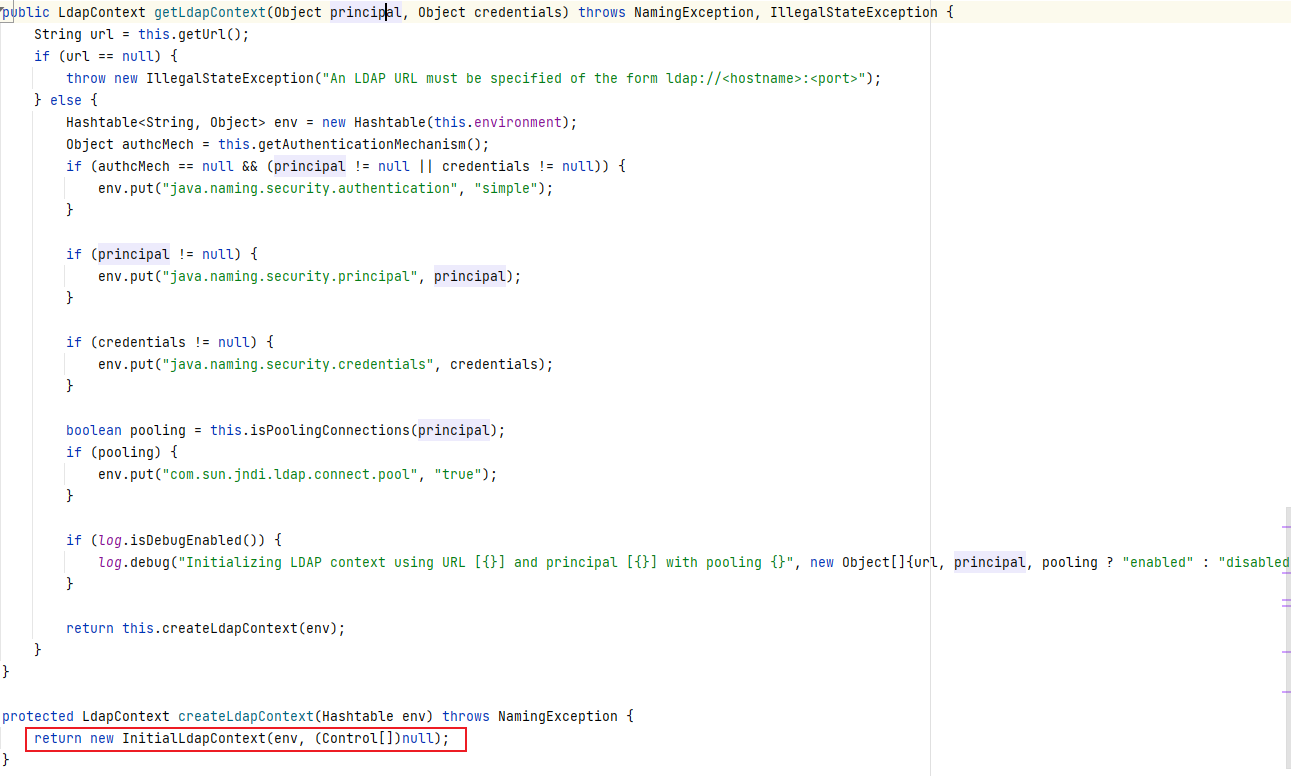 public LdapContext getLdapContext(Object principal, Object credentials) throws NamingException, IllegalStateException {
    String url = this.getUrl();
    if (url == null) {
        throw new IllegalStateException("An LDAP URL must be specified of the form ldap://<hostname>:<port>");
    } else {
        Hashtable<String, Object> env = new Hashtable(this.environment);
        Object authcMech = this.getAuthenticationMechanism();
        if (authcMech == null && (principal != null || credentials != null)) {
            env.put("java.naming.security.authentication", "simple");
        }

        if (principal != null) {
            env.put("java.naming.security.principal", principal);
        }

        if (credentials != null) {
            env.put("java.naming.security.credentials", credentials);
        }

        boolean pooling = this.isPoolingConnections(principal);
        if (pooling) {
            env.put("com.sun.jndi.ldap.connect.pool", "true");
        }

        if (log.isDebugEnabled()) {
            log.debug("Initializing LDAP context using URL [{}] and principal [{}] with pooling {}", new Object[]{url, principal, pooling ? "enabled" : "disabled
        }

        return this.createLdapContext(env);
    }
}

protected LdapContext createLdapContext(Hashtable env) throws NamingException {
    return new InitialLdapContext(env, (Control[])null);
}